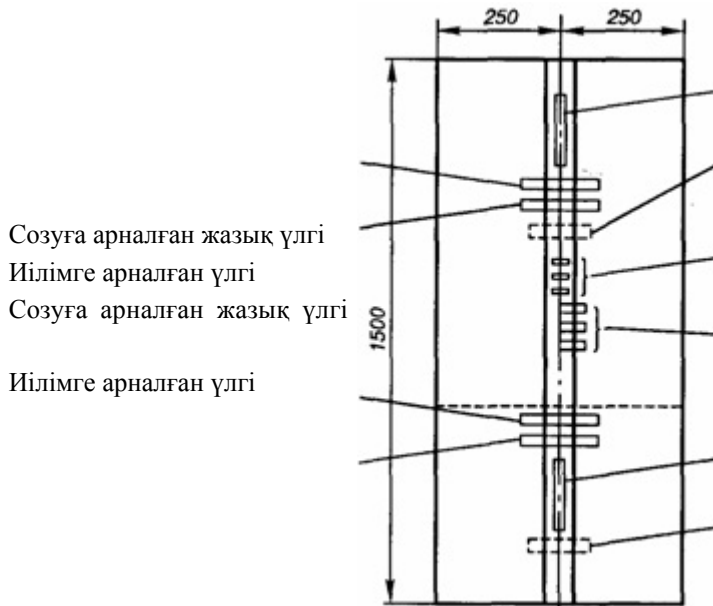 250 250
Созуға арналған жазық үлгі
Иілімге арналған үлгі
Созуға арналған жазық үлгі
1500
Иілімге арналған үлгі